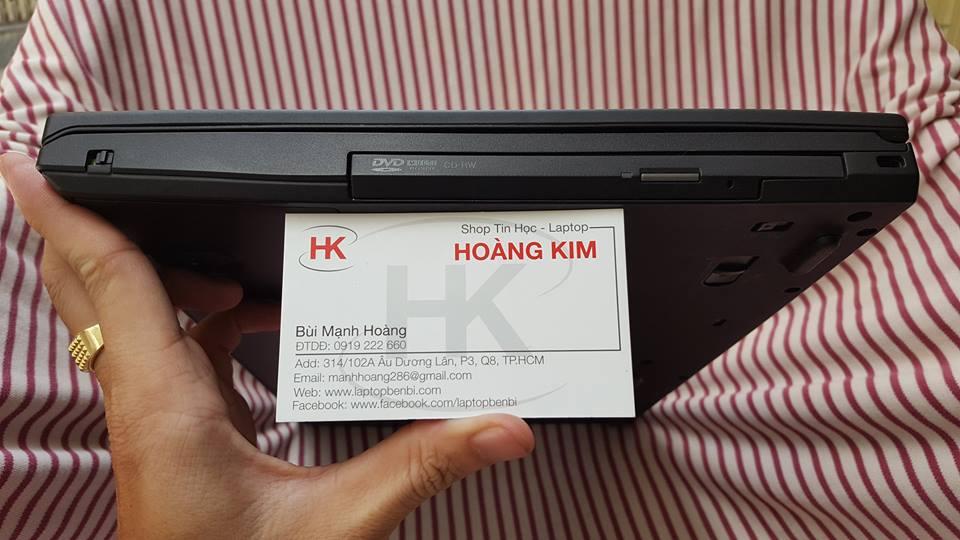 DVD
CD-RW
HK
Shop Tin Học - Laptop
HOÀNG KIM
HK
Bùi Mạnh Hoàng
ĐTDĐ: 0919 222 660
Add: 314/102A Âu Dương Lân, P3, Q8, TP.HCM
Email: manhhoang286@gmail.com
Web: www.laptopbenbi.com
Facebook: www.facebook.com/laptopbenbi